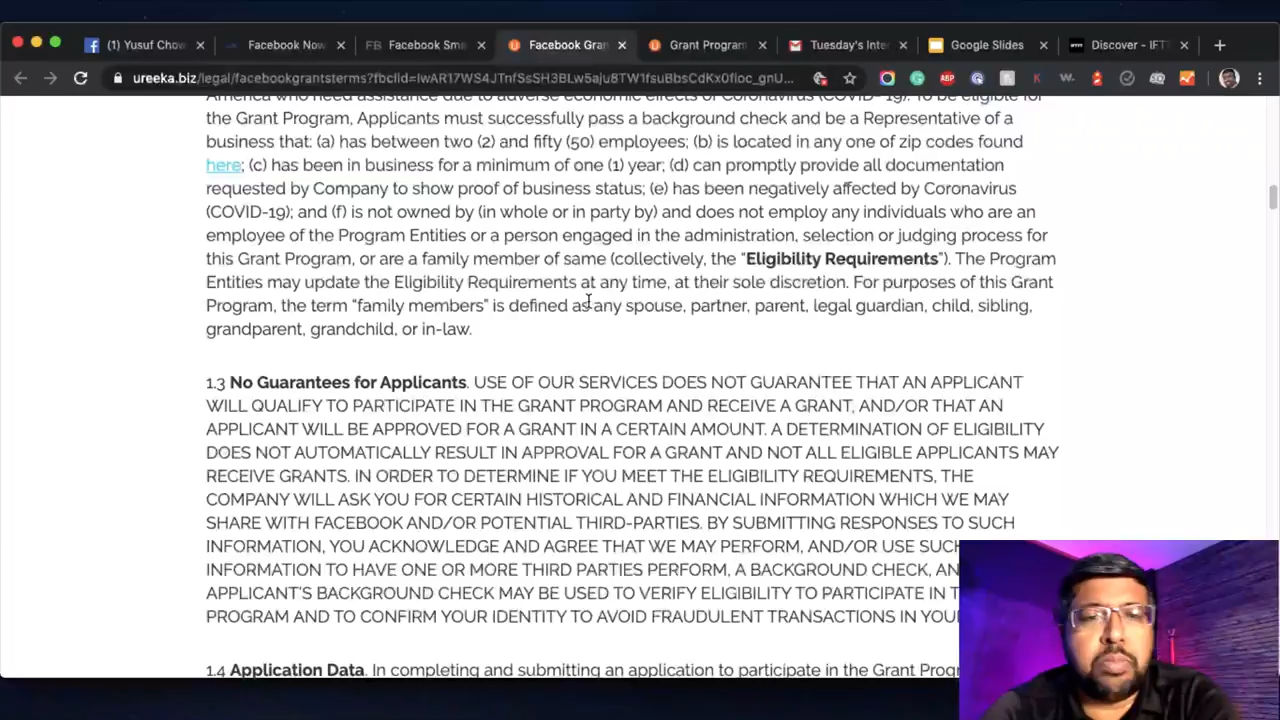 (1) Yusuf Chow
Facebook Now
Facebook Sma
Facebook Gran
Grant Program
Tuesday's Inte
Google Slides
Discover - IFT
ureeka.biz/legal/facebookgrantsterms?fbclid=IwAR17WS4JTnfSsSH3BLw5aju8TW1fsuBbsCdKx0fIoc_gnU...
ABP
America who need assistance due to adverse economic effects of Coronavirus (COVID- 19). To be eligible for
the Grant Program, Applicants must successfully pass a background check and be a Representative of a
business that: (a) has between two (2) and fifty (50) employees; (b) is located in any one of zip codes found
here; (c) has been in business for a minimum of one (1) year; (d) can promptly provide all documentation
requested by Company to show proof of business status; (e) has been negatively affected by Coronavirus
(COVID-19); and (f) is not owned by (in whole or in party by) and does not employ any individuals who are an
employee of the Program Entities or a person engaged in the administration, selection or judging process for
this Grant Program, or are a family member of same (collectively, the “Eligibility Requirements”). The Program
Entities may update the Eligibility Requirements at any time, at their sole discretion. For purposes of this Grant
Program, the term “family members” is defined as any spouse, partner, parent, legal guardian, child, sibling,
grandparent, grandchild, or in-law.
1.3 No Guarantees for Applicants. USE OF OUR SERVICES DOES NOT GUARANTEE THAT AN APPLICANT
WILL QUALIFY TO PARTICIPATE IN THE GRANT PROGRAM AND RECEIVE A GRANT, AND/OR THAT AN
APPLICANT WILL BE APPROVED FOR A GRANT IN A CERTAIN AMOUNT. A DETERMINATION OF ELIGIBILITY
DOES NOT AUTOMATICALLY RESULT IN APPROVAL FOR A GRANT AND NOT ALL ELIGIBLE APPLICANTS MAY
RECEIVE GRANTS. IN ORDER TO DETERMINE IF YOU MEET THE ELIGIBILITY REQUIREMENTS, THE
COMPANY WILL ASK YOU FOR CERTAIN HISTORICAL AND FINANCIAL INFORMATION WHICH WE MAY
SHARE WITH FACEBOOK AND/OR POTENTIAL THIRD-PARTIES. BY SUBMITTING RESPONSES TO SUCH
INFORMATION, YOU ACKNOWLEDGE AND AGREE THAT WE MAY PERFORM, AND/OR USE SUCH
INFORMATION TO HAVE ONE OR MORE THIRD PARTIES PERFORM, A BACKGROUND CHECK, AN
APPLICANT'S BACKGROUND CHECK MAY BE USED TO VERIFY ELIGIBILITY TO PARTICIPATE IN T
PROGRAM AND TO CONFIRM YOUR IDENTITY TO AVOID FRAUDULENT TRANSACTIONS IN YOU
1.4 Application Data. In completing and submitting an application to participate in the Grant Prog